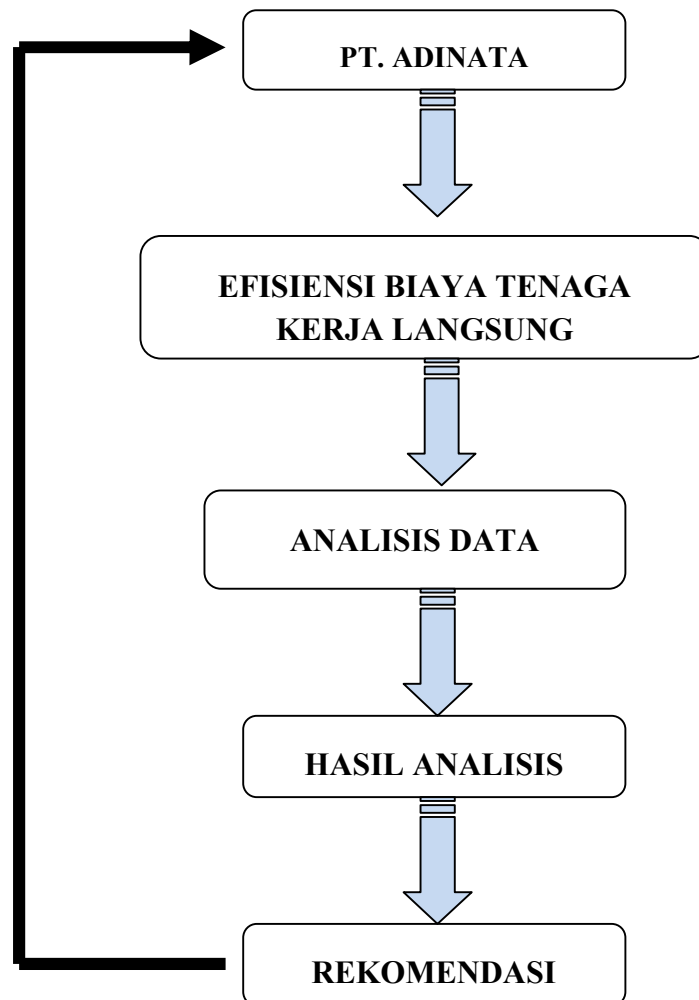 PT. ADINATA
EFISIENSI BIAYA TENAGA
KERJA LANGSUNG
ANALISIS DATA
HASIL ANALISIS
REKOMENDASI